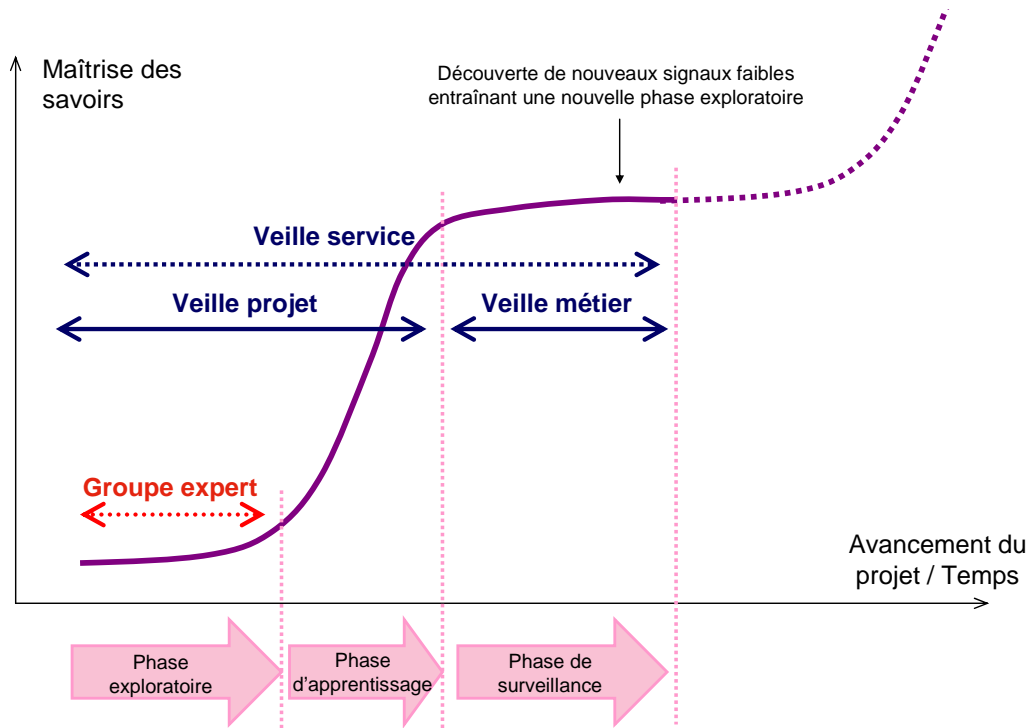 Maîtrise des
savoirs
Découverte de nouveaux signaux faibles
entraînant une nouvelle phase exploratoire
Veille service
Veille projet
Veille métier
Groupe expert
Avancement du
projet / Temps
Phase
exploratoire
Phase
d'apprentissage
Phase de
surveillance